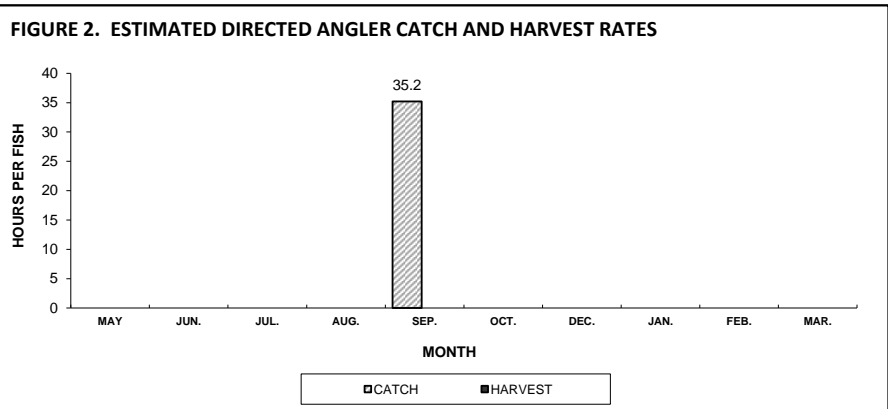 FIGURE 2. ESTIMATED DIRECTED ANGLER CATCH AND HARVEST RATES
40
35.2
35
30
25
20
15
10
5
0
HOURS PER FISH
MAY JUN. JUL. AUG. SEP. OCT. DEC. JAN. FEB. MAR.
MONTH
CATCH HARVEST